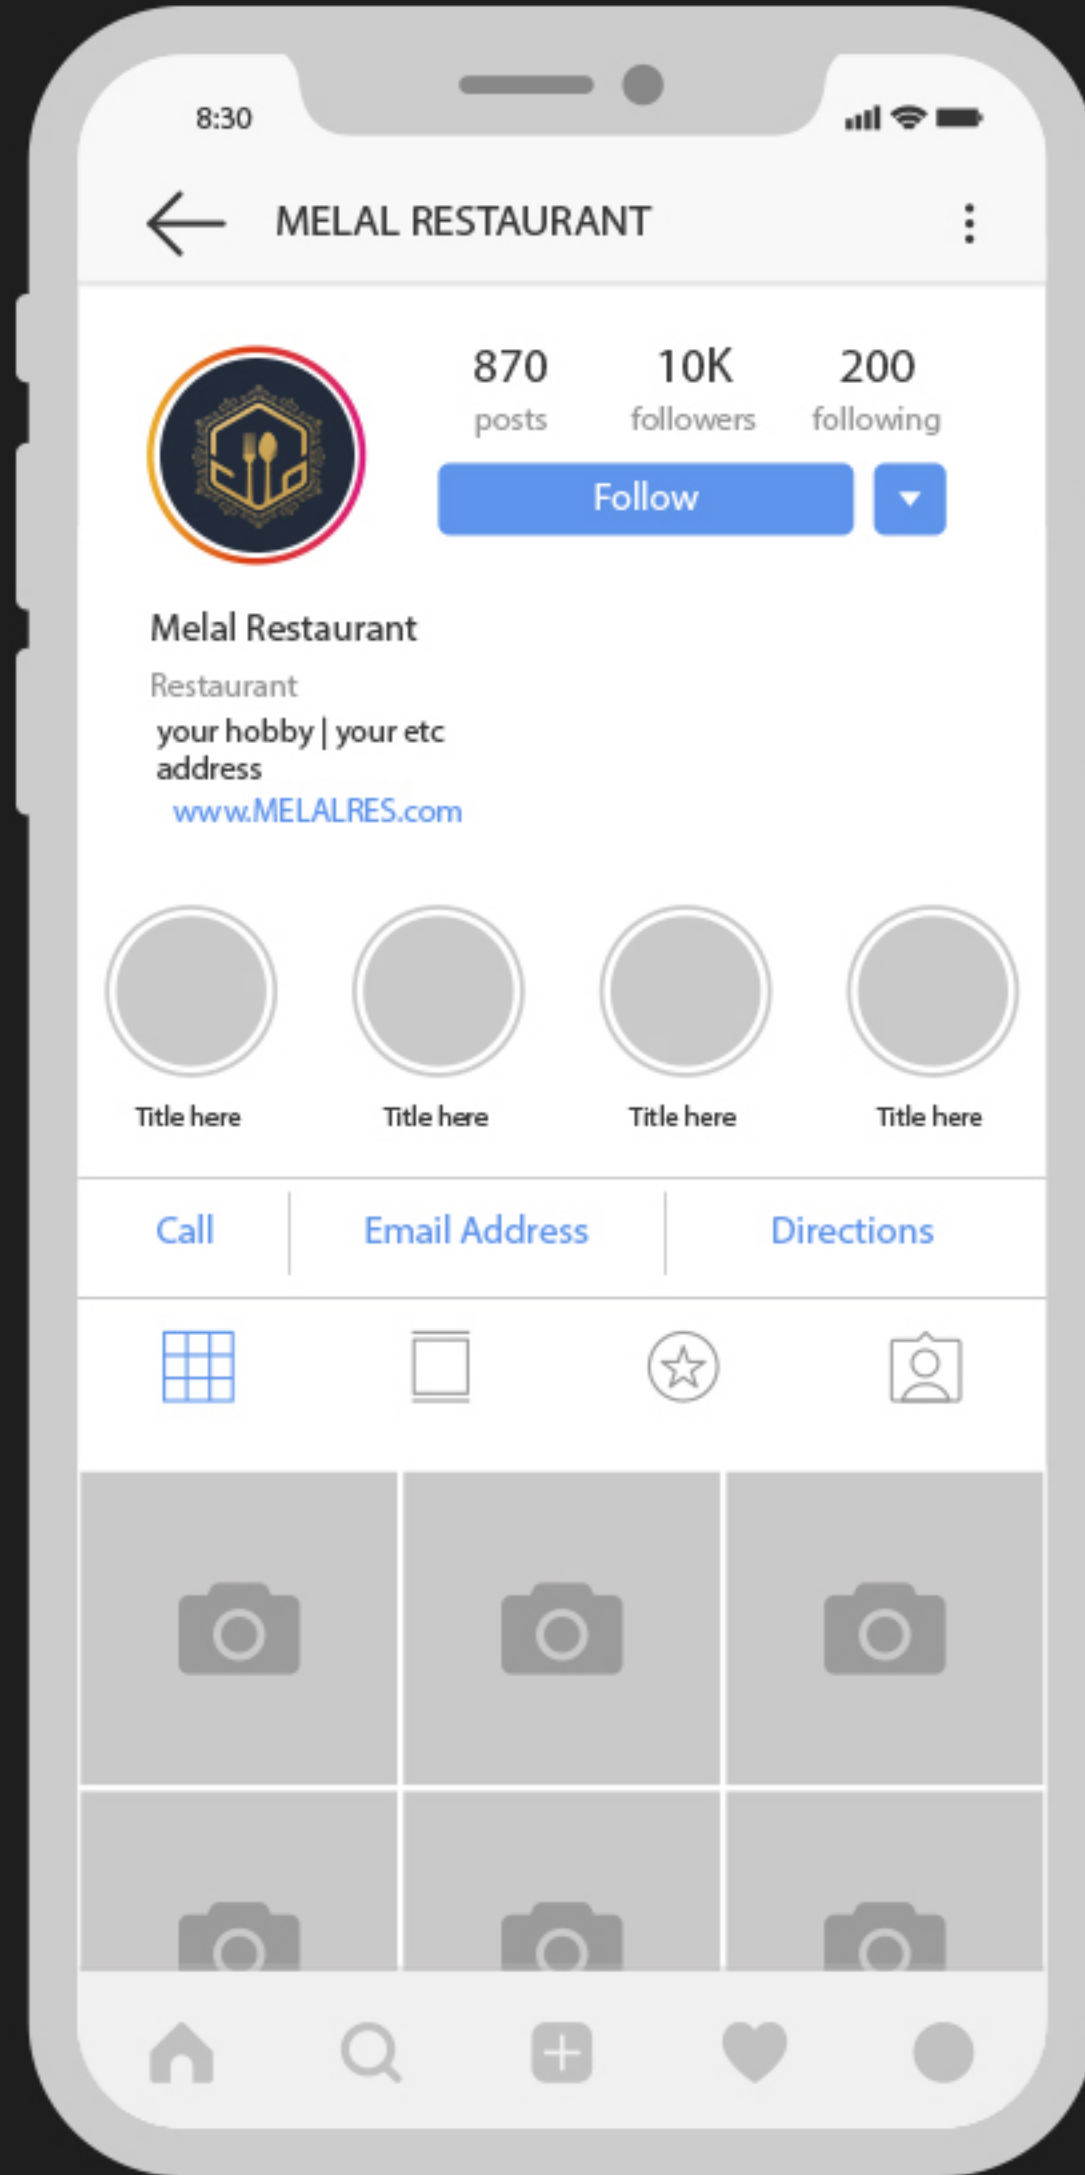 8:30
MELAL RESTAURANT
870 10K 200
posts followers following
Follow
Melal Restaurant
Restaurant
your hobby | your etc
address
www.MELALRES.com
Title here Title here Title here Title here
Call Email Address Directions